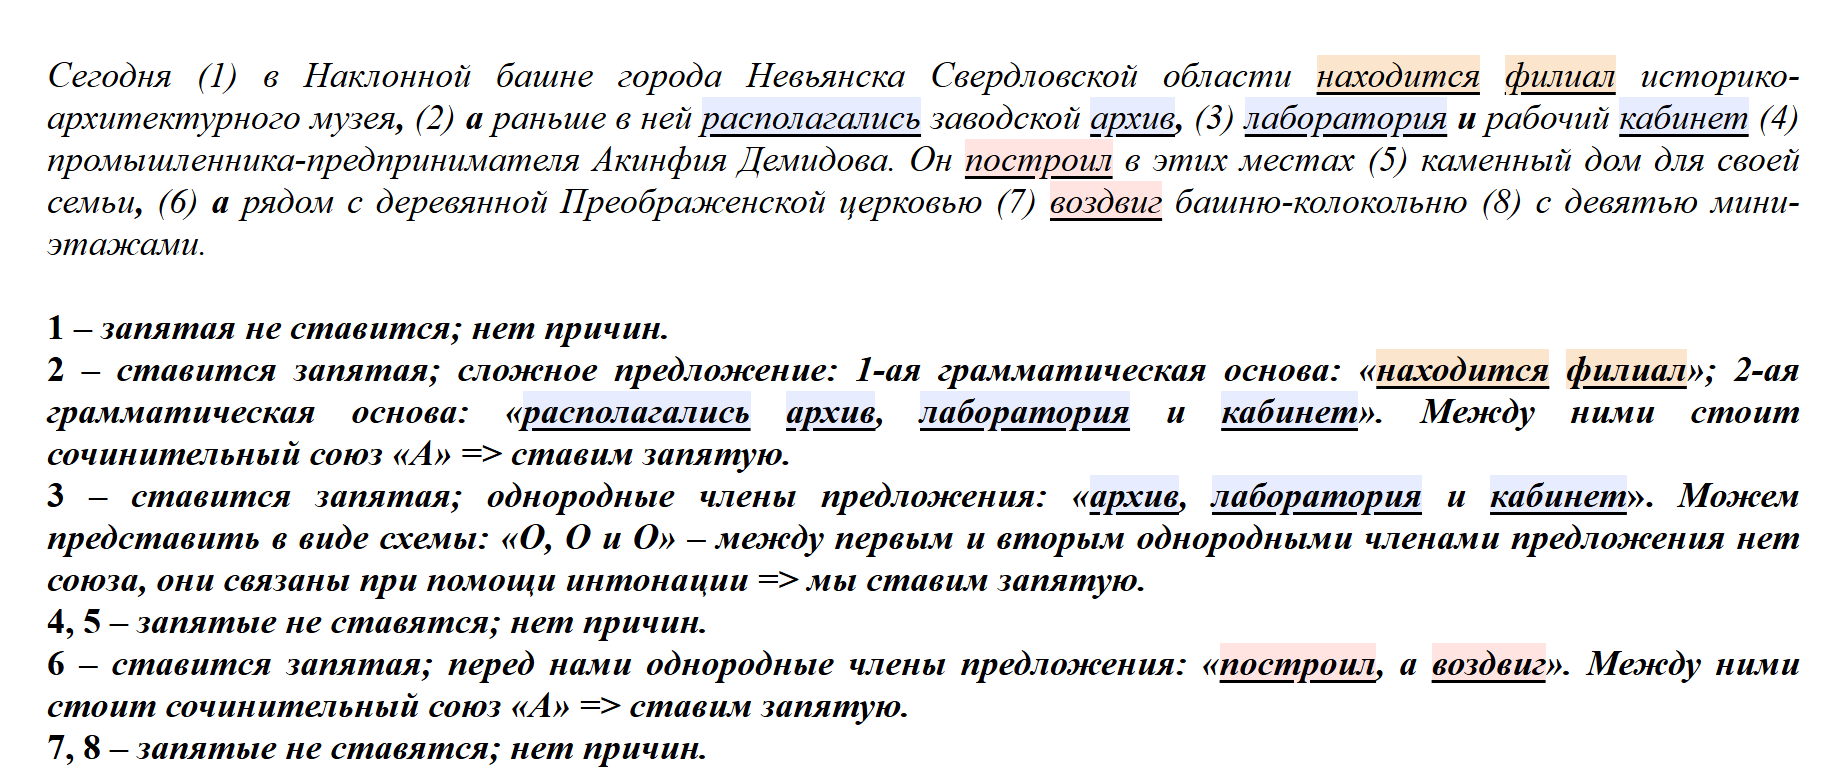 Сегодня (1) в Наклонной башне города Невьянска Свердловской области находится филиал историко-
архитектурного музея, (2) а раньше в ней располагались заводской архив, (3) лаборатория и рабочий кабинет (4)
промышленника-предпринимателя Акинфия Демидова. Он построил в этих местах (5) каменный дом для своей
семьи, (6) а рядом с деревянной Преображенской церковью (7) воздвиг башню-колокольню (8) с девятью мини-
этажами.
1 – запятая не ставится; нет причин.
2 – ставится запятая; сложное предложение: 1-ая грамматическая основа: «находится филиал»; 2-ая
грамматическая основа: «располагались архив, лаборатория и кабинет». Между ними стоит
сочинительный союз «А» => ставим запятую.
3 – ставится запятая; однородные члены предложения: «архив, лаборатория и кабинет». Можем
представить в виде схемы: «О, О и О» – между первым и вторым однородными членами предложения нет
союза, они связаны при помощи интонации => мы ставим запятую.
4, 5 – запятые не ставятся; нет причин.
6 – ставится запятая; перед нами однородные члены предложения: «построил, а воздвиг». Между ними
стоит сочинительный союз «А» => ставим запятую.
7, 8 – запятые не ставятся; нет причин.